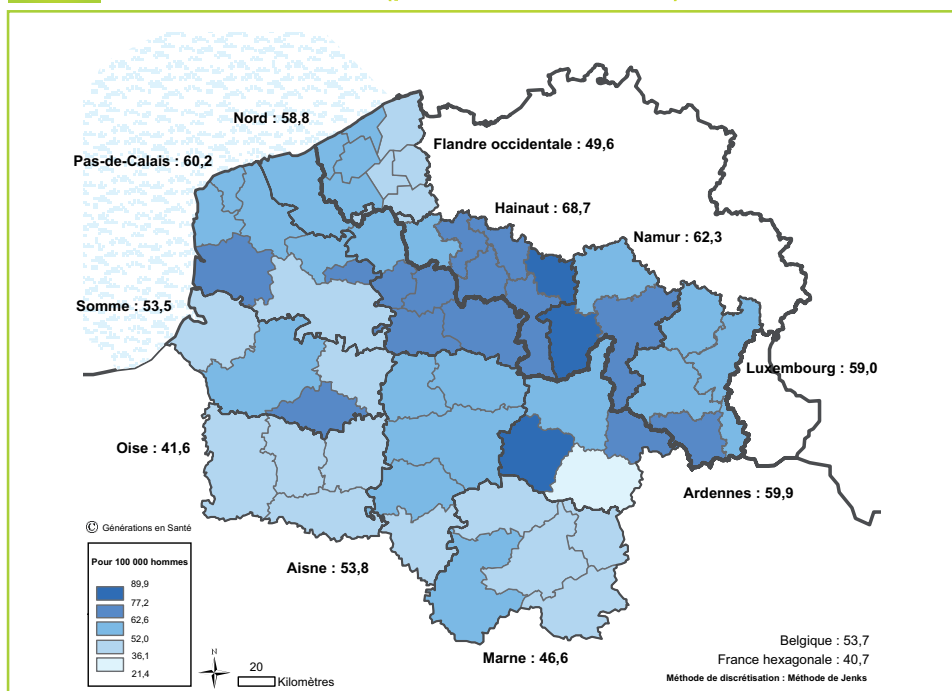 Nord : 58,8
Flandre occidentale : 49,6
Pas-de-Calais : 60,2
Hainaut : 68,7
Namur : 62,3
Somme : 53,5
Luxembourg : 59,0
Oise : 41,6
Ardennes : 59,9
© Générations en Santé
Pour 100 000 hommes
89,9
77,2
62,6
52,0
36,1
21,4
Aisne : 53,8
Marne : 46,6
N
20
Kilomètres
Belgique : 53,7
France hexagonale : 40,7
Méthode de discrétisation : Méthode de Jenks